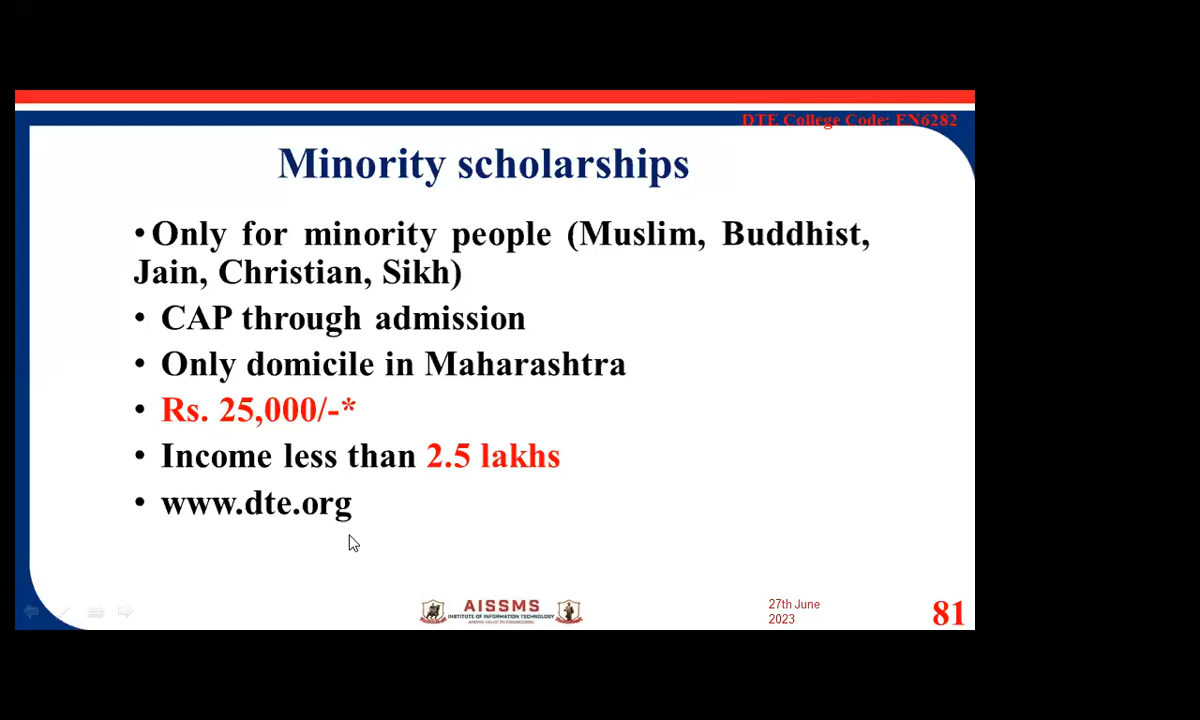 DTE College Code: EN6282
Minority scholarships
•Only for minority people (Muslim, Buddhist,
Jain, Christian, Sikh)
• CAP through admission
• Only domicile in Maharashtra
• Rs. 25,000/-*
• Income less than 2.5 lakhs
• www.dte.org
AISSMS
INSTITUTE OF INFORMATION TECHNOLOGY
27th June
2023
81